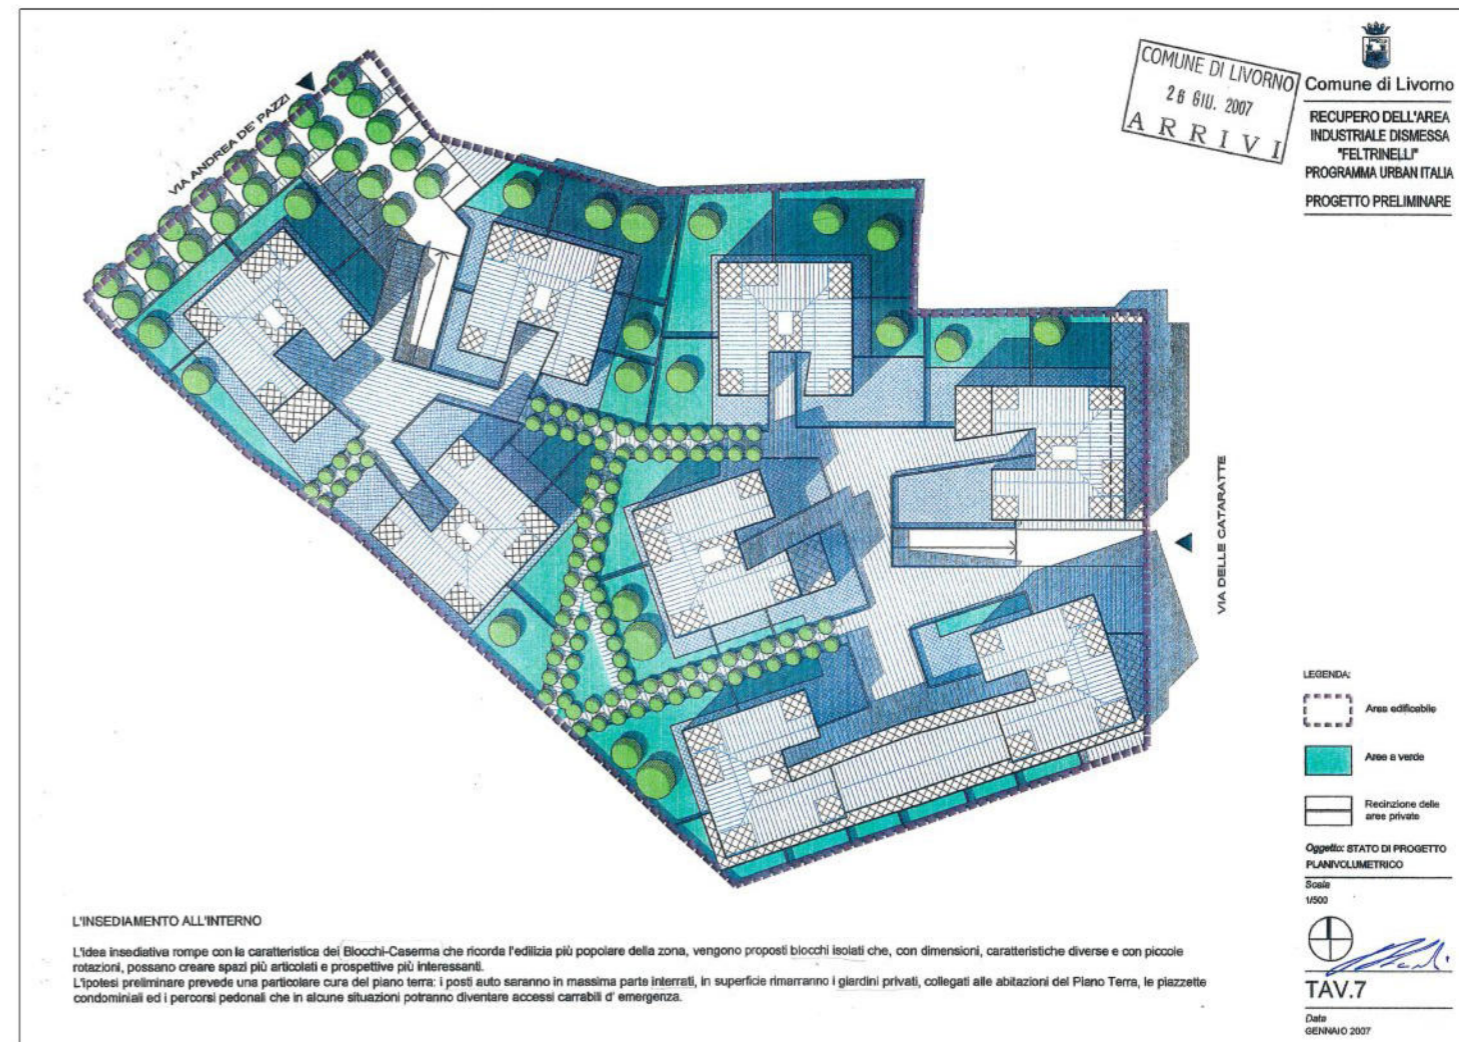 VIA ANDREA DE' PAZZI
COMUNE DI LIVORNO
26 GIU. 2007
ARRIVI
Comune di Livorno
RECUPERO DELL'AREA
INDUSTRIALE DISMESSA
"FELTRINELLI"
PROGRAMMA URBAN ITALIA
PROGETTO PRELIMINARE
VIA DELLE CATARATTE
LEGENDA:
Area edificabile
Aree a verde
Recinzione delle
aree private
Oggetto: STATO DI PROGETTO
PLANIVOLUMETRICO
Scala
1/500
TAV.7
Data
GENNAIO 2007
L'INSEDIAMENTO ALL'INTERNO
L'idea insediativa rompe con la caratteristica dei Blocchi-Caserma che ricorda l'edilizia più popolare della zona, vengono proposti blocchi isolati che, con dimensioni, caratteristiche diverse e con piccole
rotazioni, possano creare spazi più articolati e prospettive più interessanti.
L'ipotesi preliminare prevede una particolare cura del piano terra: i posti auto saranno in massima parte interrati, in superficie rimarranno i giardini privati, collegati alle abitazioni del Piano Terra, le piazzette
condominiali ed i percorsi pedonali che in alcune situazioni potranno diventare accessi carrabili d' emergenza.